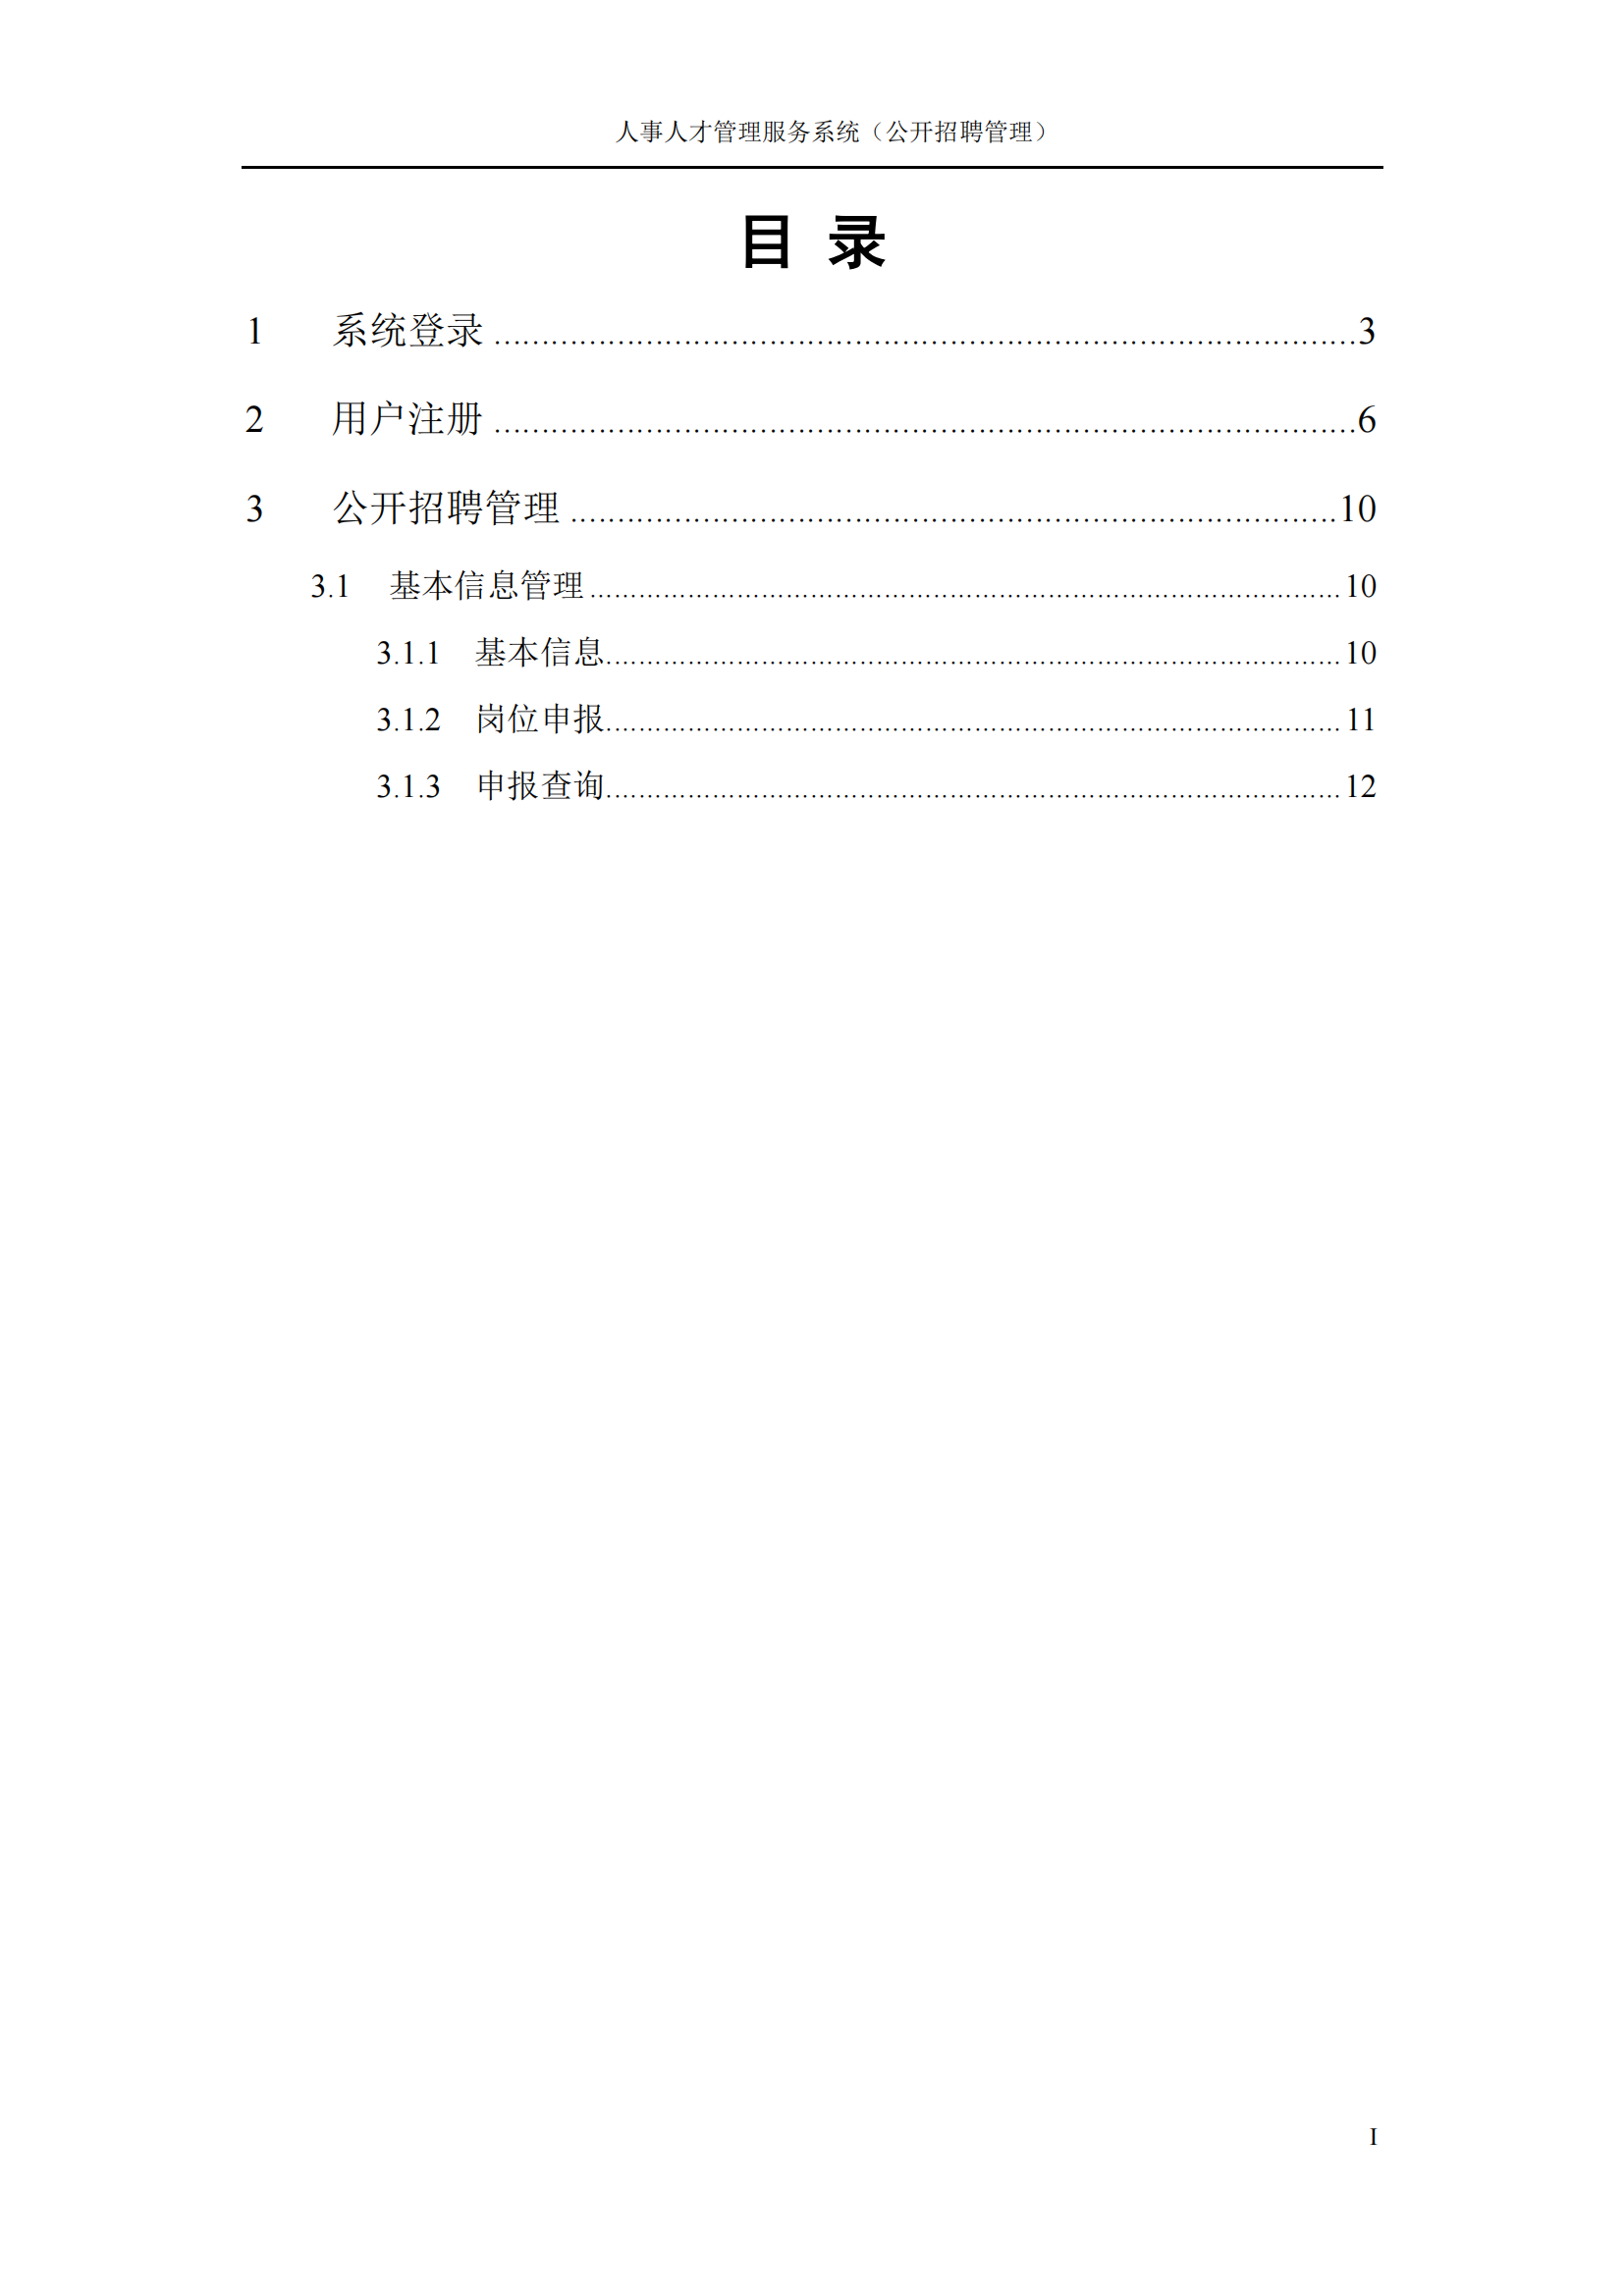 人事人才管理服务系统（公开招聘管理）
目 录
1 系统登录 ........................................................................................... 3
2 用户注册 ........................................................................................... 6
3 公开招聘管理 ................................................................................. 10
3.1 基本信息管理 ............................................................................................ 10
3.1.1 基本信息 .......................................................................................... 10
3.1.2 岗位申报 .......................................................................................... 11
3.1.3 申报查询 .......................................................................................... 12
I